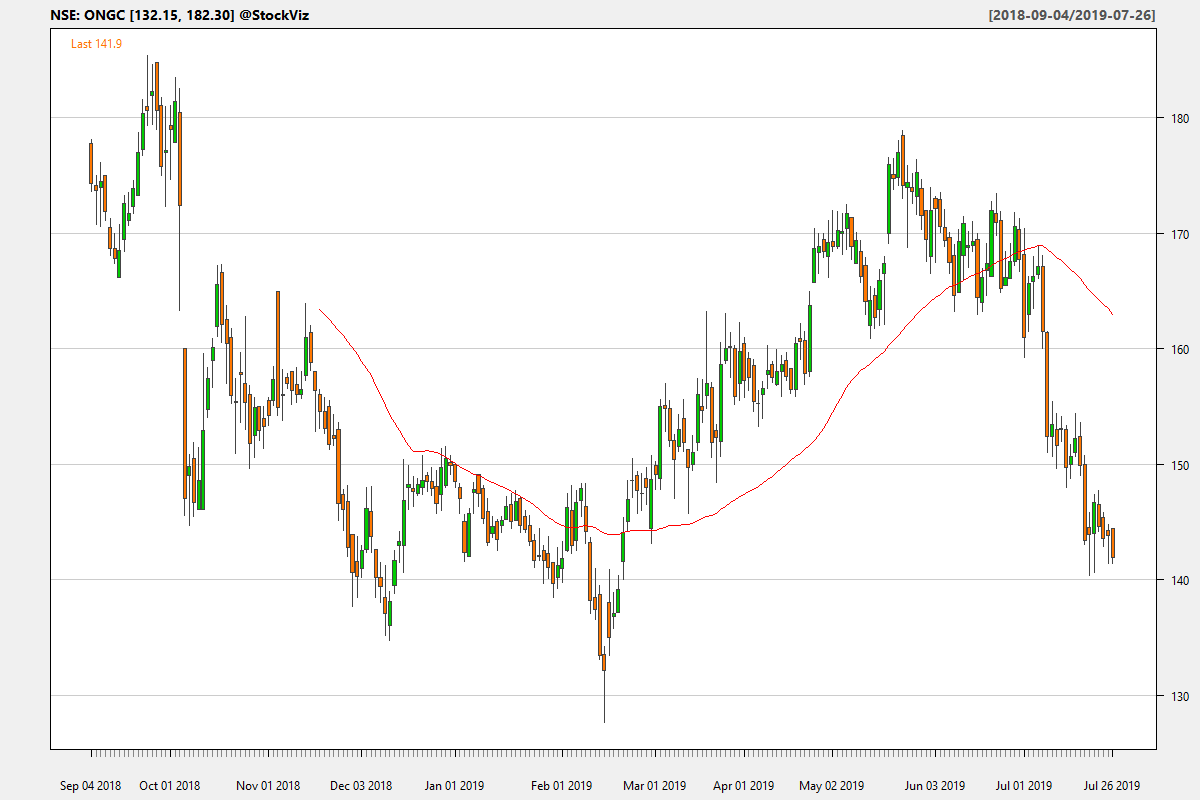 NSE: ONGC [132.15, 182.30] @StockViz
[2018-09-04/2019-07-26]
Last 141.9
180
170
160
150
140
130
Sep 04 2018 Oct 01 2018 Nov 01 2018 Dec 03 2018 Jan 01 2019 Feb 01 2019 Mar 01 2019 Apr 01 2019 May 02 2019 Jun 03 2019 Jul 01 2019 Jul 26 2019